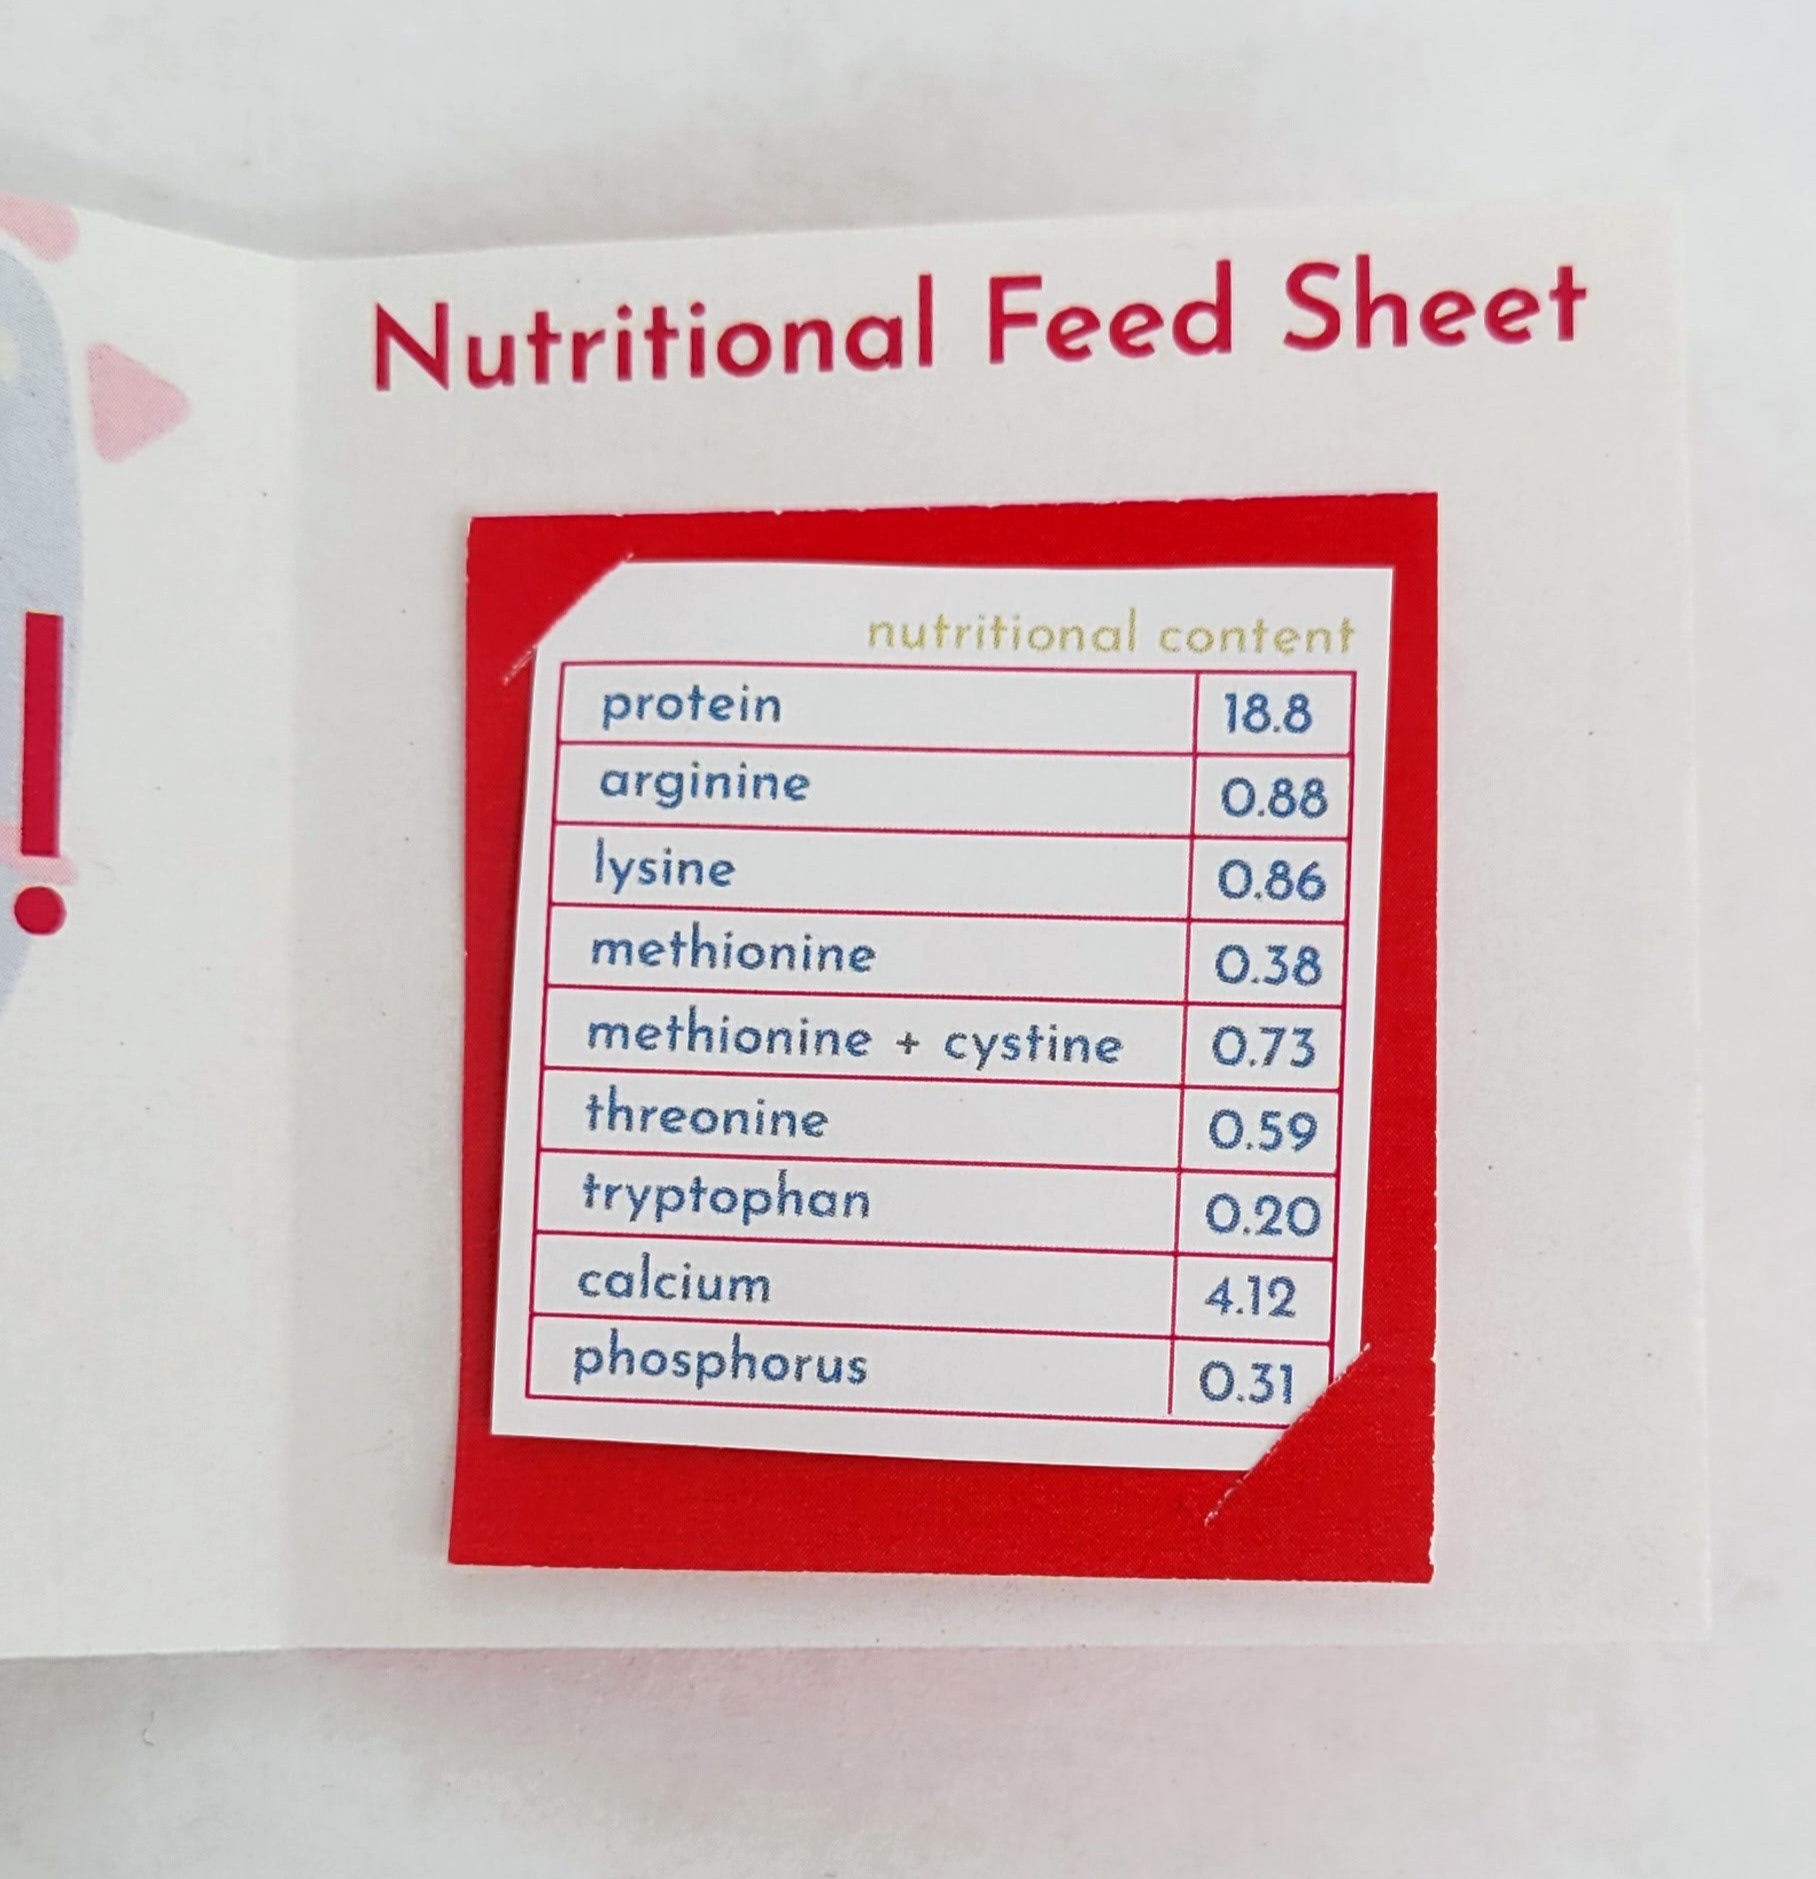 Nutritional Feed Sheet
nutritional content
protein 18.8
arginine 0.88
lysine 0.86
methionine 0.38
methionine + cystine 0.73
threonine 0.59
tryptophan 0.20
calcium 4.12
phosphorus 0.31
!